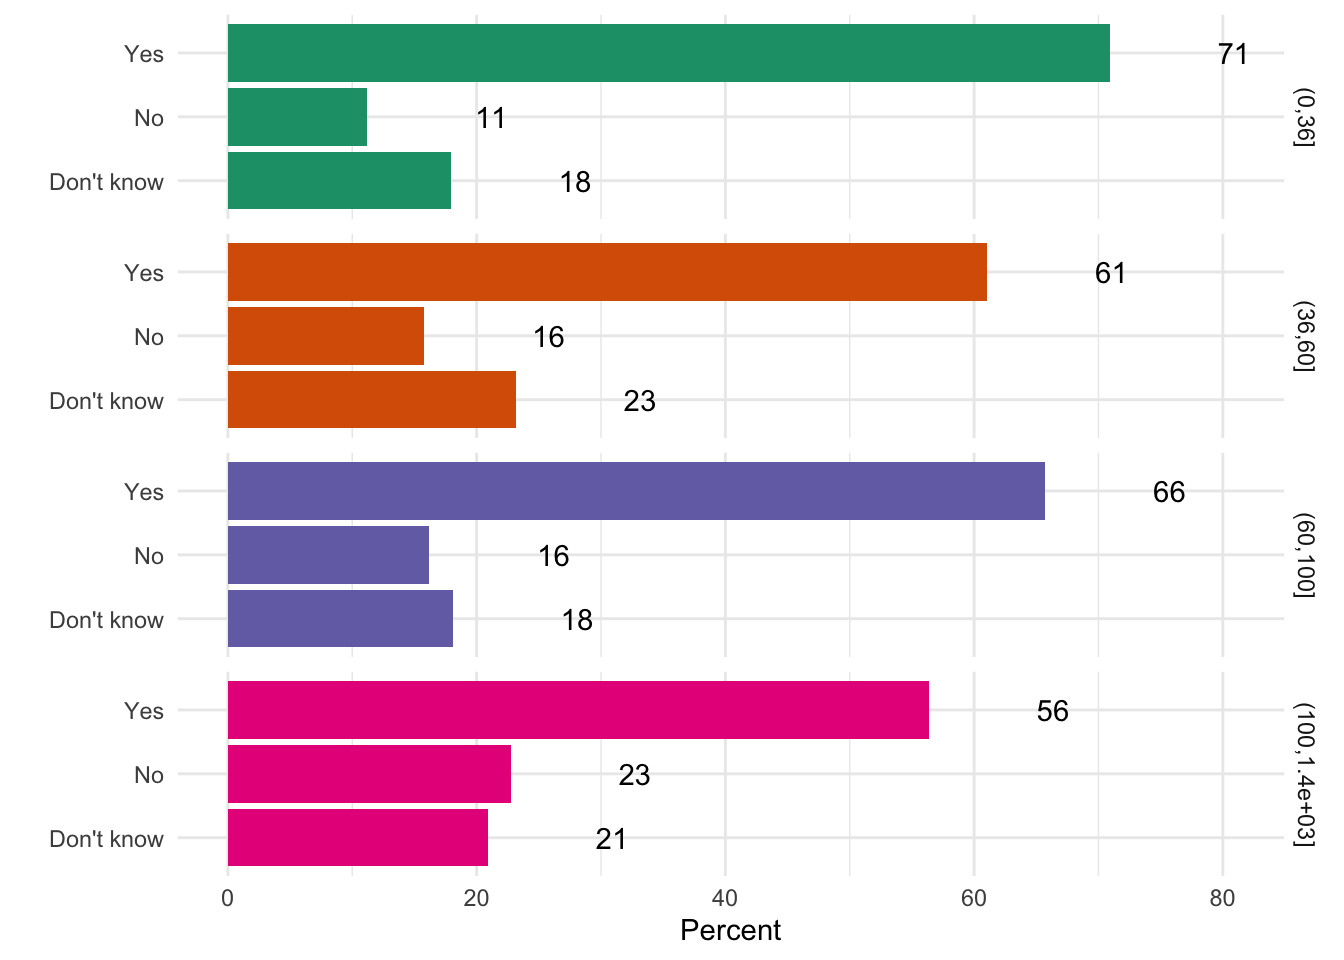 Yes 71
No 11
Don't know 18
(0,36]
Yes 61
No 16
Don't know 23
(36,60]
Yes 66
No 16
Don't know 18
(60,100]
Yes 56
No 23
Don't know 21
(100,1.4e+03]
0 20 40 60 80
Percent